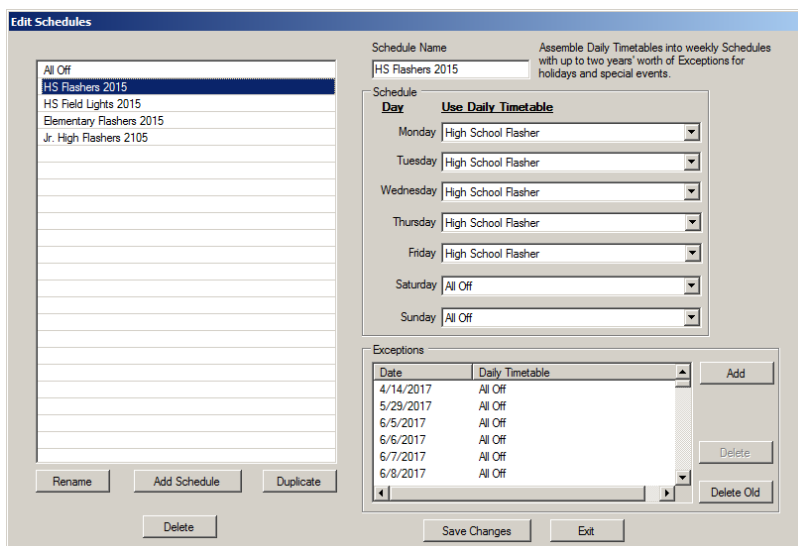 Edit Schedules
All Off
HS Flashers 2015
HS Field Lights 2015
Elementary Flashers 2015
Jr. High Flashers 2105
Rename
Add Schedule
Duplicate
Delete
Schedule Name
HS Flashers 2015
Assemble Daily Timetables into weekly Schedules
with up to two years' worth of Exceptions for
holidays and special events.
Schedule
Day Use Daily Timetable
Monday High School Flasher
Tuesday High School Flasher
Wednesday High School Flasher
Thursday High School Flasher
Friday High School Flasher
Saturday All Off
Sunday All Off
Exceptions
Date Daily Timetable
4/14/2017 All Off
5/29/2017 All Off
6/5/2017 All Off
6/6/2017 All Off
6/7/2017 All Off
6/8/2017 All Off
Add
Delete
Delete Old
Save Changes
Exit